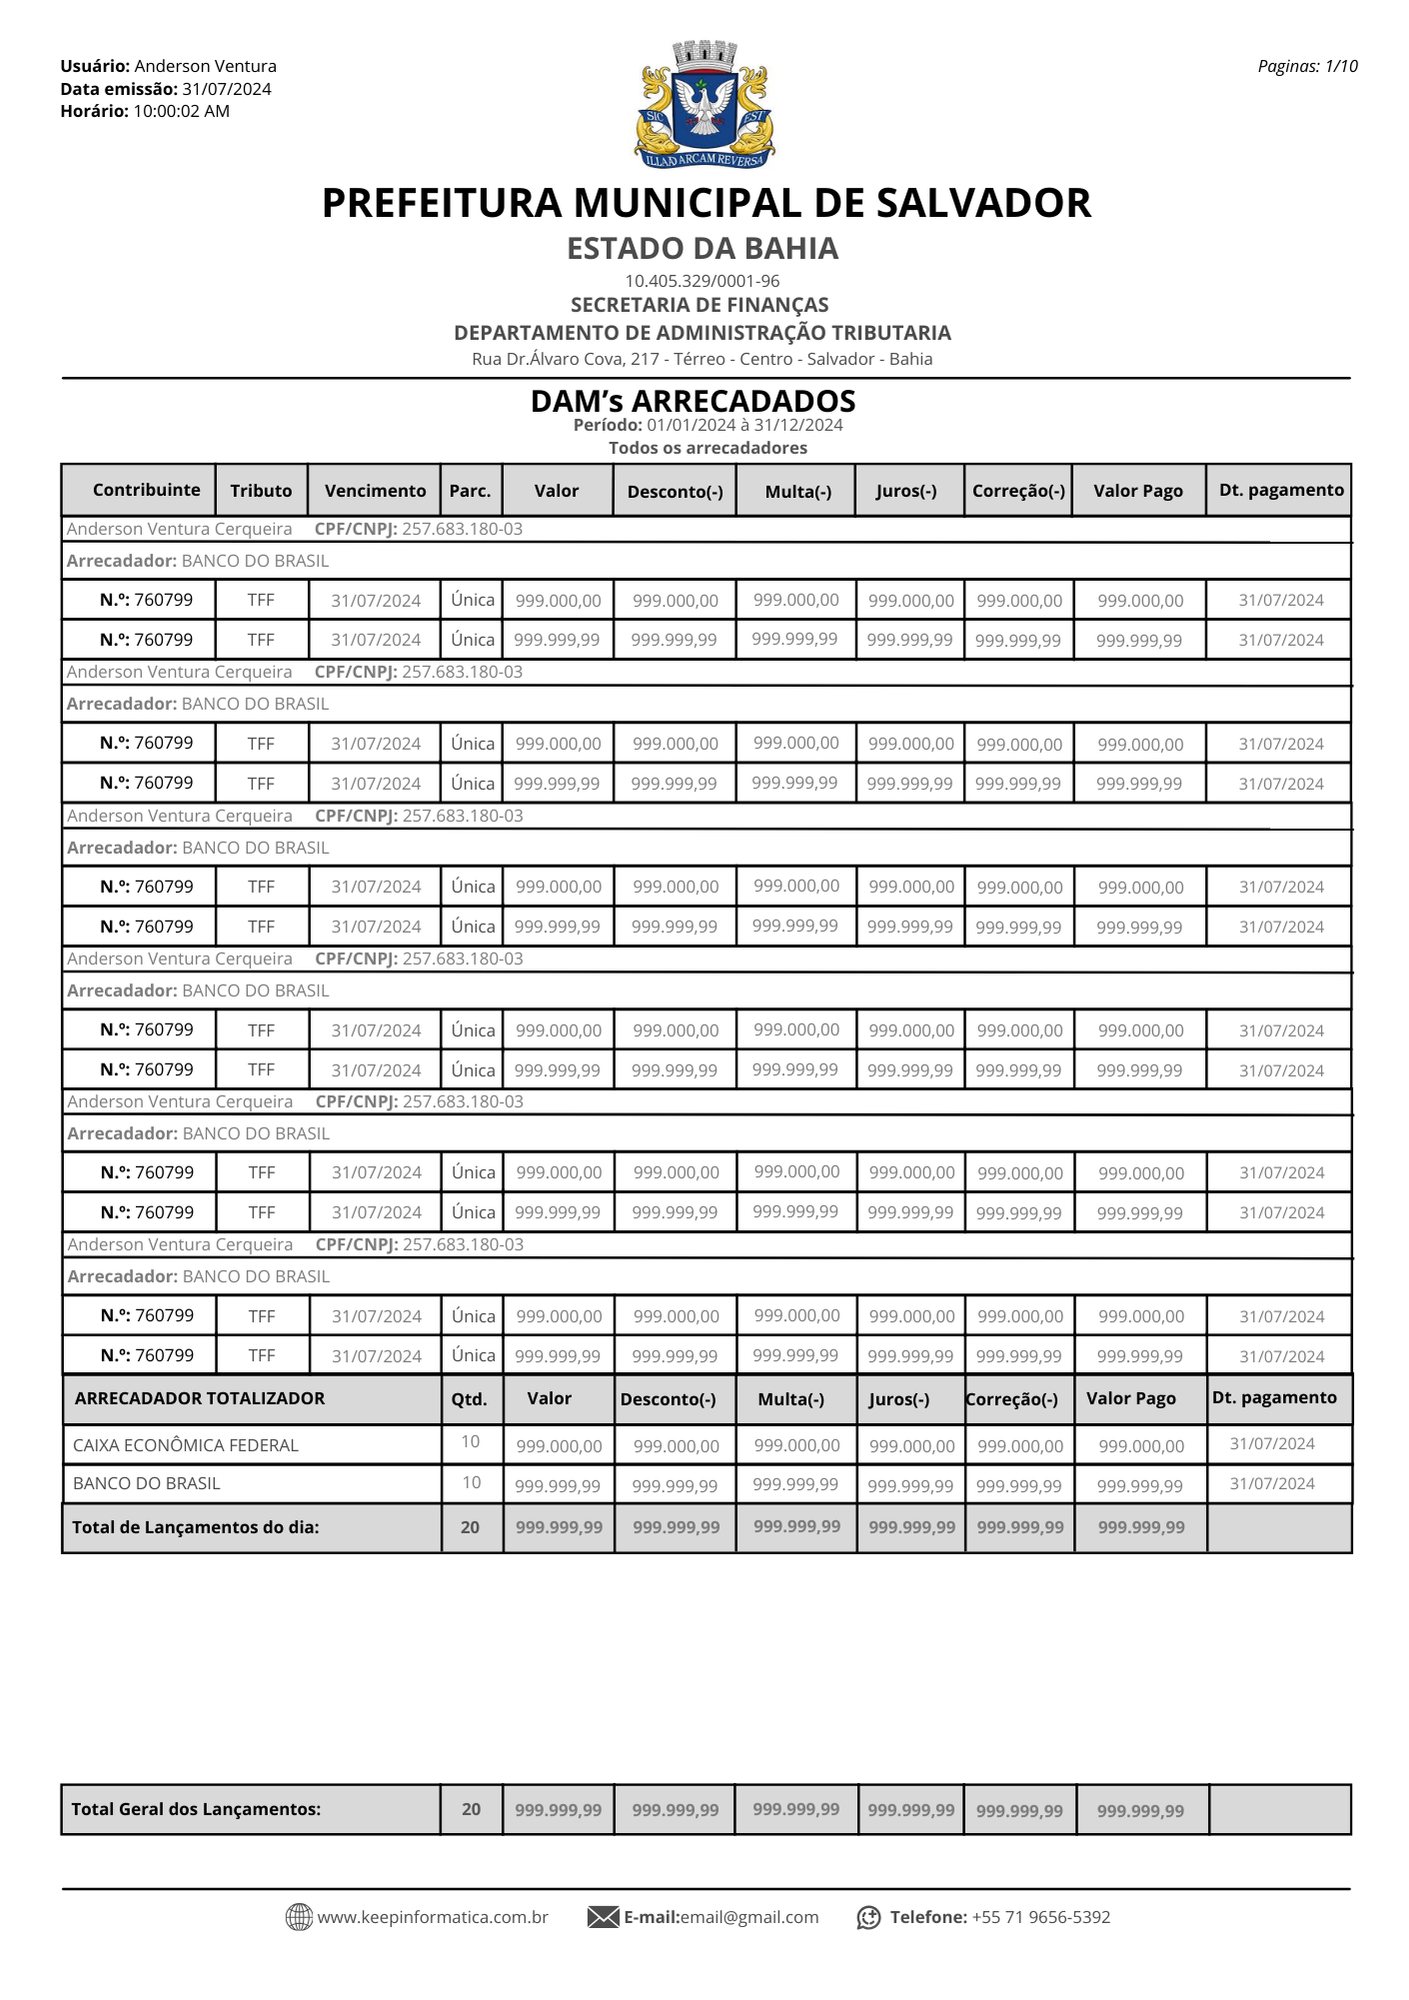 Usuário: Anderson Ventura
Data emissão: 31/07/2024
Horário: 10:00:02 AM
Paginas: 1/10
SIC EST
ILLA AD ARCAM REVERSA
PREFEITURA MUNICIPAL DE SALVADOR
ESTADO DA BAHIA
10.405.329/0001-96
SECRETARIA DE FINANÇAS
DEPARTAMENTO DE ADMINISTRAÇÃO TRIBUTARIA
Rua Dr.Álvaro Cova, 217 - Térreo - Centro - Salvador - Bahia
DAM’s ARRECADADOS
Período: 01/01/2024 à 31/12/2024
Todos os arrecadadores
Contribuinte Tributo Vencimento Parc. Valor Desconto(-) Multa(-) Juros(-) Correção(-) Valor Pago Dt. pagamento
Anderson Ventura Cerqueira CPF/CNPJ: 257.683.180-03
Arrecadador: BANCO DO BRASIL
N.º: 760799 TFF 31/07/2024 Única 999.000,00 999.000,00 999.000,00 999.000,00 999.000,00 999.000,00 31/07/2024
N.º: 760799 TFF 31/07/2024 Única 999.999,99 999.999,99 999.999,99 999.999,99 999.999,99 999.999,99 31/07/2024
Anderson Ventura Cerqueira CPF/CNPJ: 257.683.180-03
Arrecadador: BANCO DO BRASIL
N.º: 760799 TFF 31/07/2024 Única 999.000,00 999.000,00 999.000,00 999.000,00 999.000,00 999.000,00 31/07/2024
N.º: 760799 TFF 31/07/2024 Única 999.999,99 999.999,99 999.999,99 999.999,99 999.999,99 999.999,99 31/07/2024
Anderson Ventura Cerqueira CPF/CNPJ: 257.683.180-03
Arrecadador: BANCO DO BRASIL
N.º: 760799 TFF 31/07/2024 Única 999.000,00 999.000,00 999.000,00 999.000,00 999.000,00 999.000,00 31/07/2024
N.º: 760799 TFF 31/07/2024 Única 999.999,99 999.999,99 999.999,99 999.999,99 999.999,99 999.999,99 31/07/2024
Anderson Ventura Cerqueira CPF/CNPJ: 257.683.180-03
Arrecadador: BANCO DO BRASIL
N.º: 760799 TFF 31/07/2024 Única 999.000,00 999.000,00 999.000,00 999.000,00 999.000,00 999.000,00 31/07/2024
N.º: 760799 TFF 31/07/2024 Única 999.999,99 999.999,99 999.999,99 999.999,99 999.999,99 999.999,99 31/07/2024
Anderson Ventura Cerqueira CPF/CNPJ: 257.683.180-03
Arrecadador: BANCO DO BRASIL
N.º: 760799 TFF 31/07/2024 Única 999.000,00 999.000,00 999.000,00 999.000,00 999.000,00 999.000,00 31/07/2024
N.º: 760799 TFF 31/07/2024 Única 999.999,99 999.999,99 999.999,99 999.999,99 999.999,99 999.999,99 31/07/2024
Anderson Ventura Cerqueira CPF/CNPJ: 257.683.180-03
Arrecadador: BANCO DO BRASIL
N.º: 760799 TFF 31/07/2024 Única 999.000,00 999.000,00 999.000,00 999.000,00 999.000,00 999.000,00 31/07/2024
N.º: 760799 TFF 31/07/2024 Única 999.999,99 999.999,99 999.999,99 999.999,99 999.999,99 999.999,99 31/07/2024
ARRECADADOR TOTALIZADOR Qtd. Valor Desconto(-) Multa(-) Juros(-) Correção(-) Valor Pago Dt. pagamento
CAIXA ECONÔMICA FEDERAL 10 999.000,00 999.000,00 999.000,00 999.000,00 999.000,00 999.000,00 31/07/2024
BANCO DO BRASIL 10 999.999,99 999.999,99 999.999,99 999.999,99 999.999,99 999.999,99 31/07/2024
Total de Lançamentos do dia: 20 999.999,99 999.999,99 999.999,99 999.999,99 999.999,99 999.999,99
Total Geral dos Lançamentos: 20 999.999,99 999.999,99 999.999,99 999.999,99 999.999,99 999.999,99
www.keepinformatica.com.br E-mail:email@gmail.com Telefone: +55 71 9656-5392